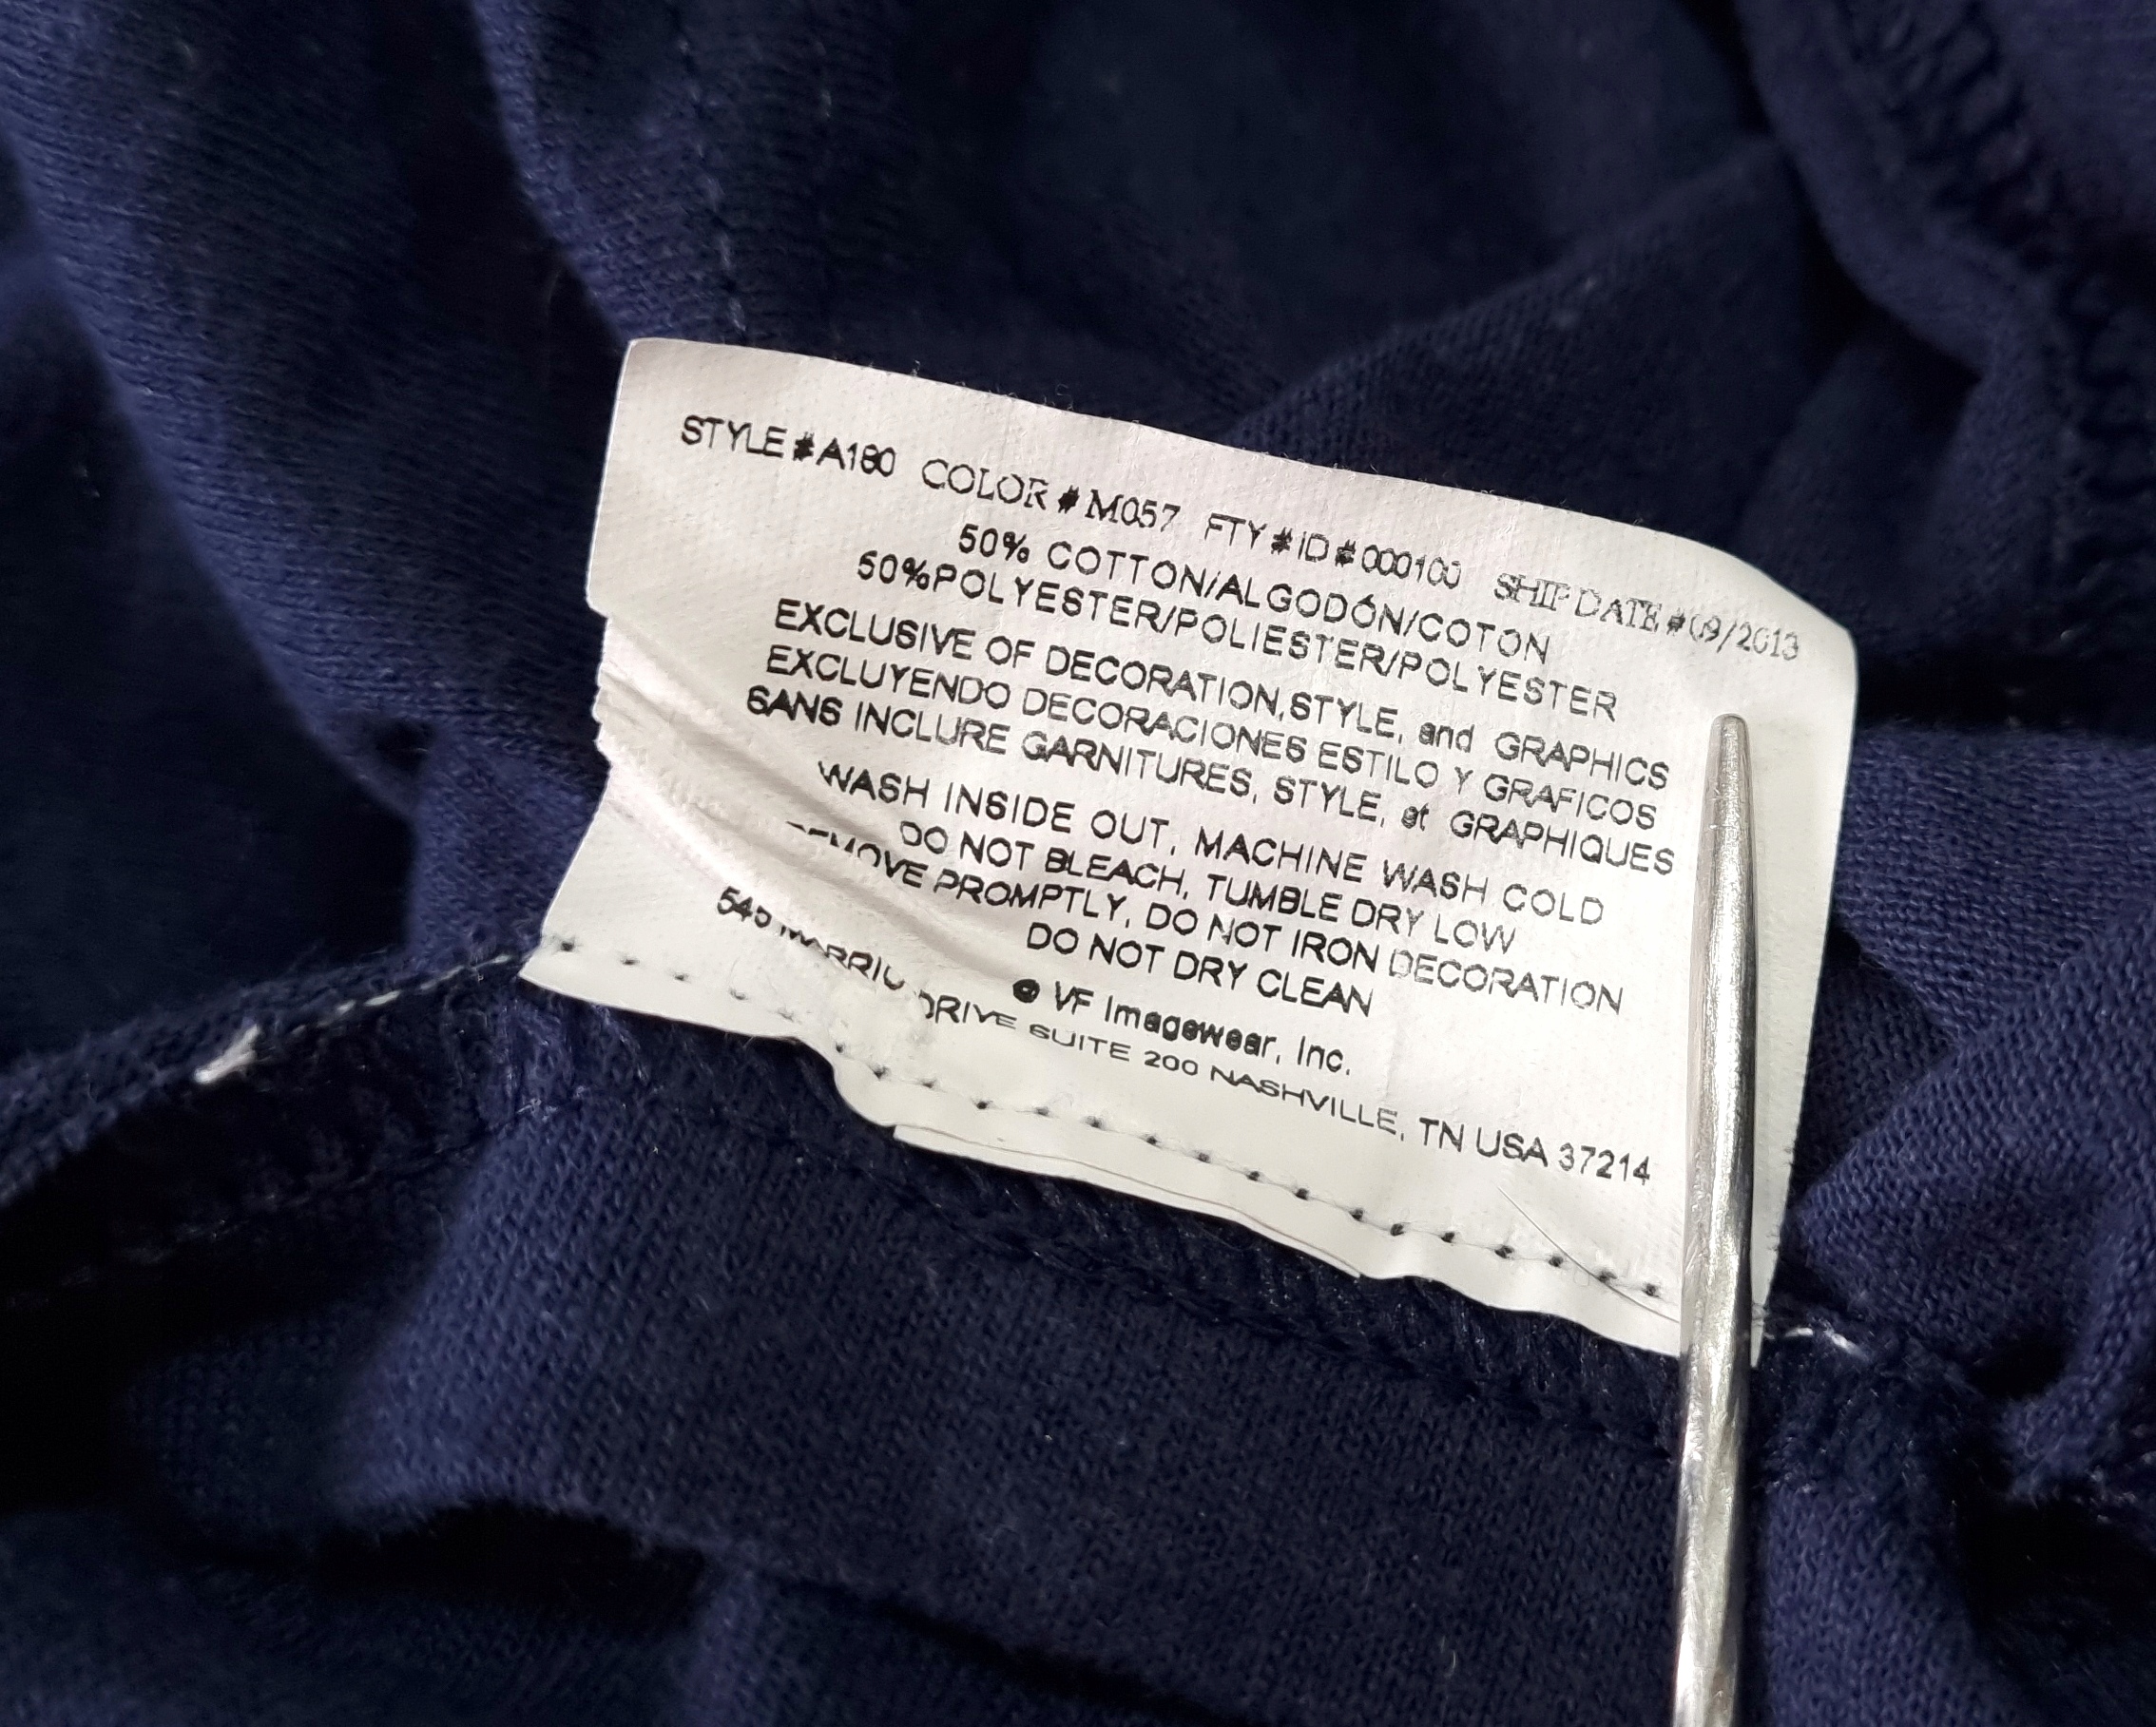 STYLE # A180 COLOR # M057 FTY # ID # 000100 SHIP DATE # 09/2013
50% COTTON/ALGODÓN/COTON
50%POLYESTER/POLIESTER/POLYESTER
EXCLUSIVE OF DECORATION,STYLE, and GRAPHICS
EXCLUYENDO DECORACIONES ESTILO Y GRAFICOS
SANS INCLURE GARNITURES, STYLE, et GRAPHIQUES
WASH INSIDE OUT, MACHINE WASH COLD
DO NOT BLEACH, TUMBLE DRY LOW
REMOVE PROMPTLY, DO NOT IRON DECORATION
DO NOT DRY CLEAN
VF Imagewear, Inc.
545 DRIVE SUITE 200 NASHVILLE, TN USA 37214